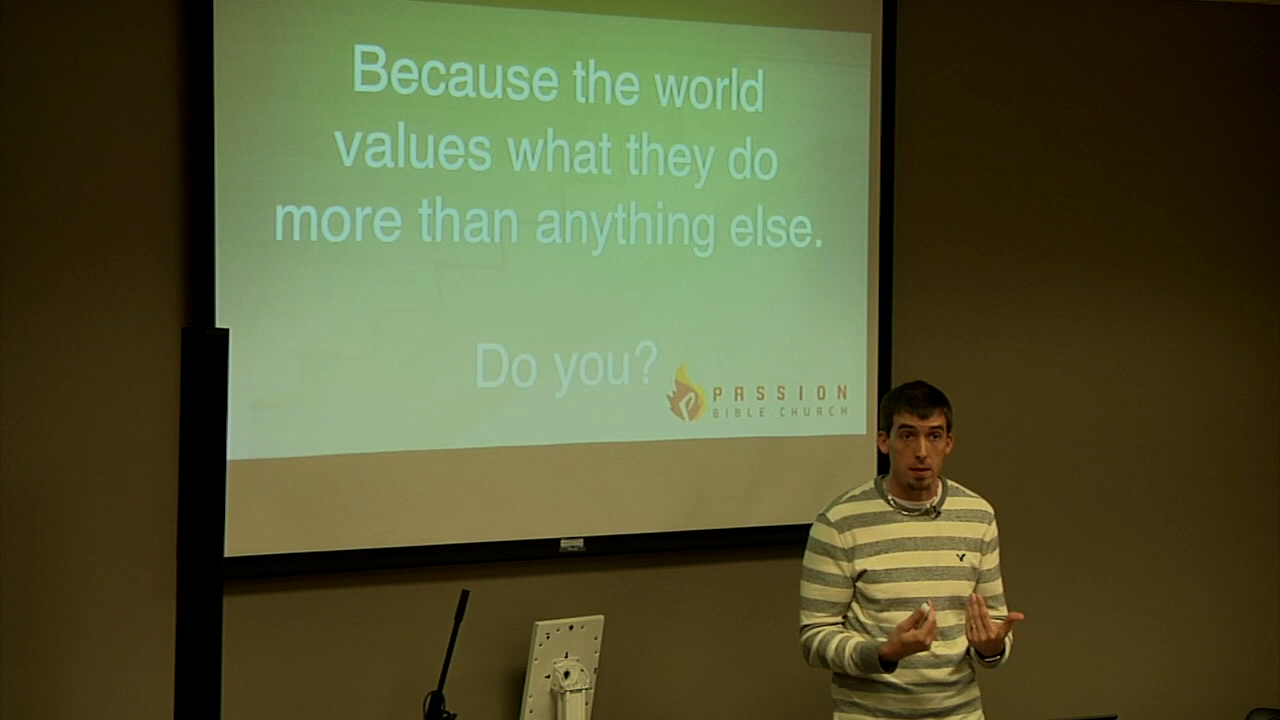 Because the world
values what they do
more than anything else.
Do you?
PASSION
BIBLE.CHURCH